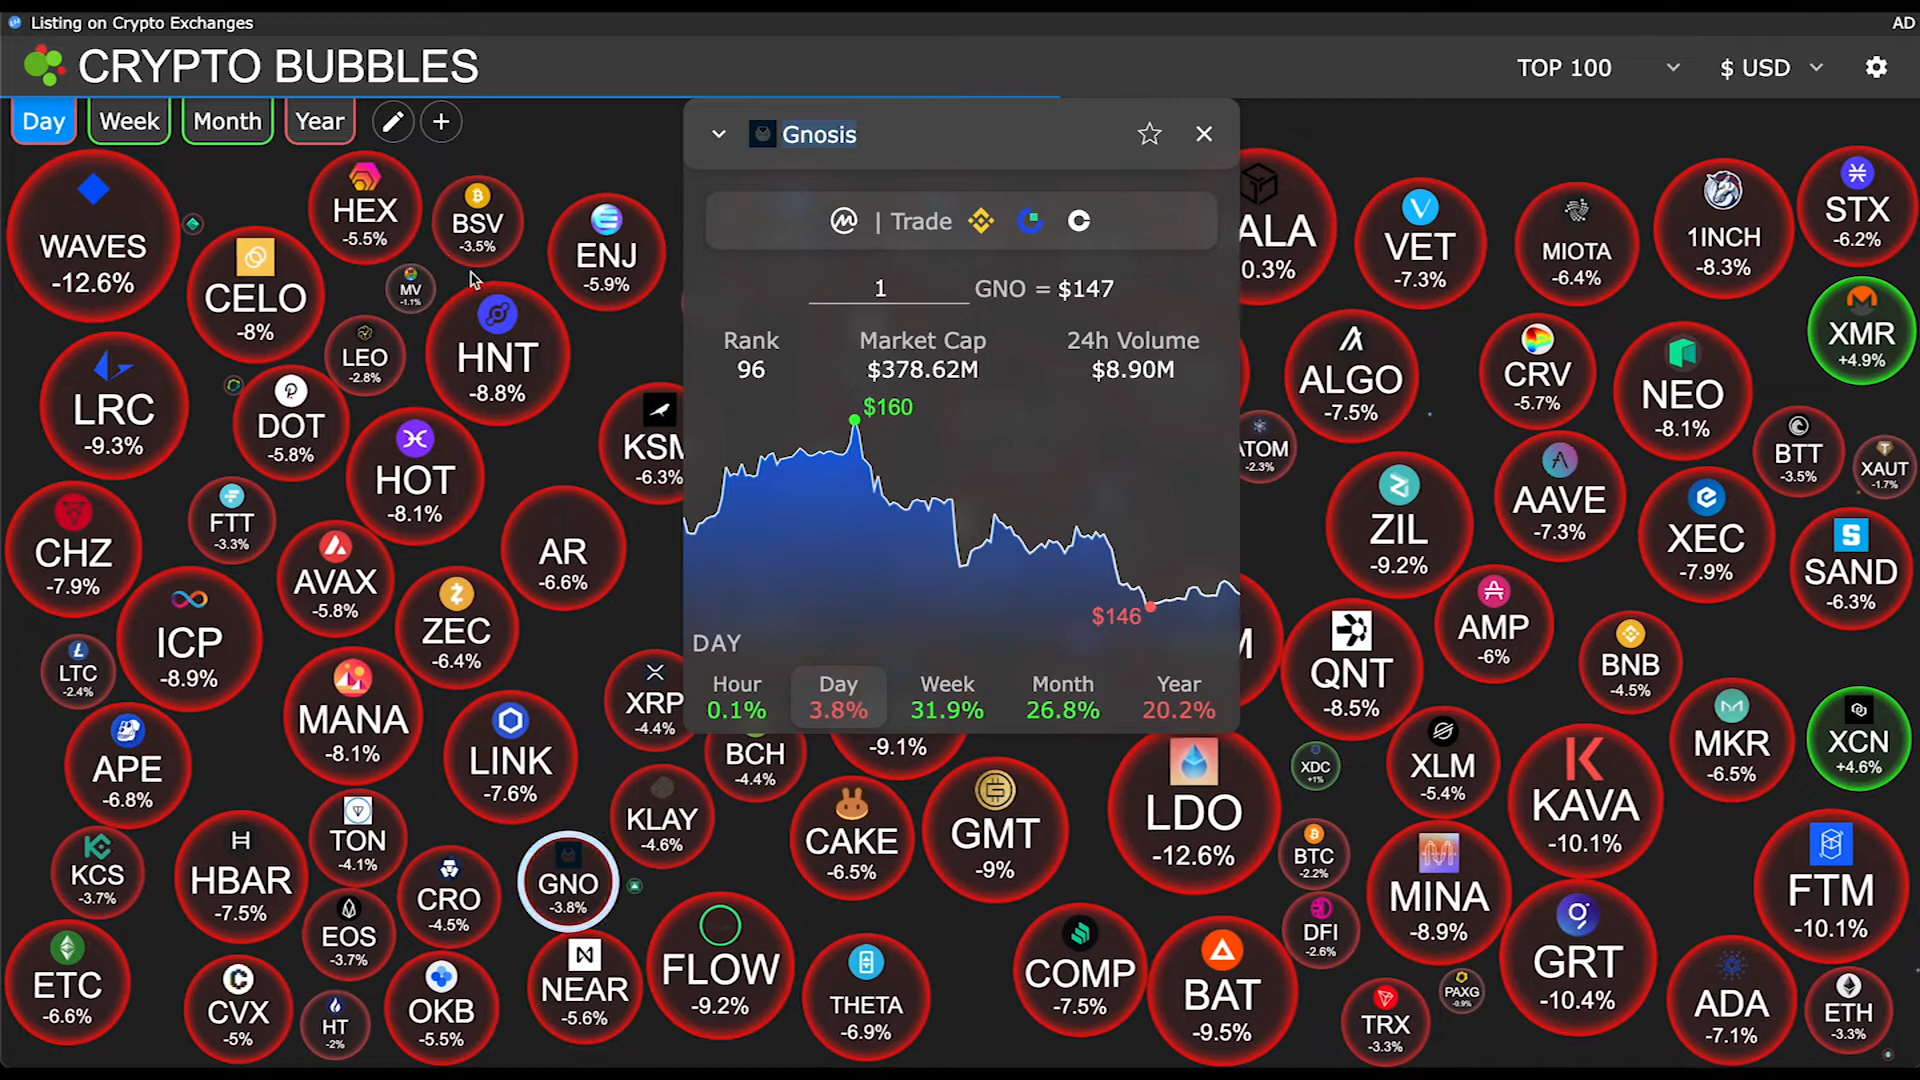 Listing on Crypto Exchanges
AD
CRYPTO BUBBLES
TOP 100
$ USD
Day
Week
Month
Year
Gnosis
| Trade
1 GNO = $147
Rank
Market Cap
24h Volume
96
$378.62M
$8.90M
$160
$146
DAY
Hour
Day
Week
Month
Year
0.1%
3.8%
31.9%
26.8%
20.2%
WAVES
-12.6%
HEX
-5.5%
BSV
-3.5%
ENJ
-5.9%
CELO
-8%
MV
-1.1%
HNT
-8.8%
LEO
-2.8%
LRC
-9.3%
DOT
-5.8%
HOT
-8.1%
KSM
-6.3%
CHZ
-7.9%
FTT
-3.3%
AVAX
-5.8%
AR
-6.6%
ICP
-8.9%
ZEC
-6.4%
LTC
-2.4%
MANA
-8.1%
XRP
-4.4%
APE
-6.8%
LINK
-7.6%
BCH
-4.4%
-9.1%
TON
-4.1%
KLAY
-4.6%
CAKE
-6.5%
GMT
-9%
KCS
-3.7%
HBAR
-7.5%
CRO
-4.5%
GNO
-3.8%
EOS
-3.7%
ETC
-6.6%
CVX
-5%
HT
-2%
OKB
-5.5%
NEAR
-5.6%
FLOW
-9.2%
THETA
-6.9%
COMP
-7.5%
ALA
0.3%
VET
-7.3%
MIOTA
-6.4%
1INCH
-8.3%
STX
-6.2%
XMR
+4.9%
ALGO
-7.5%
CRV
-5.7%
NEO
-8.1%
ATOM
-2.3%
BTT
-3.5%
XAUT
-1.7%
ZIL
-9.2%
AAVE
-7.3%
XEC
-7.9%
SAND
-6.3%
M
QNT
-8.5%
AMP
-6%
BNB
-4.5%
LDO
-12.6%
XDC
+1%
XLM
-5.4%
KAVA
-10.1%
MKR
-6.5%
XCN
+4.6%
BTC
-2.2%
MINA
-8.9%
FTM
-10.1%
DFI
-2.6%
GRT
-10.4%
BAT
-9.5%
PAXG
-0.9%
TRX
-3.3%
ADA
-7.1%
ETH
-3.3%